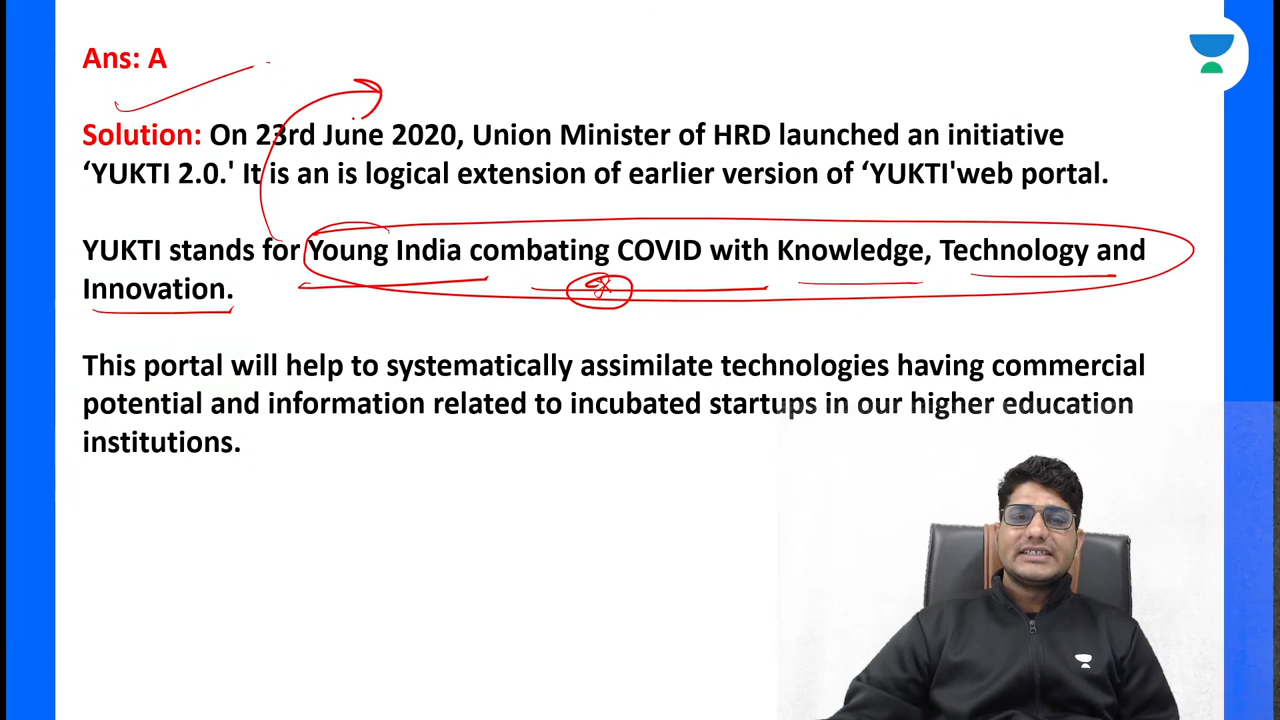 Ans: A
Solution: On 23rd June 2020, Union Minister of HRD launched an initiative
‘YUKTI 2.0.' It is an is logical extension of earlier version of ‘YUKTI'web portal.
YUKTI stands for Young India combating COVID with Knowledge, Technology and
Innovation.
This portal will help to systematically assimilate technologies having commercial
potential and information related to incubated startups in our higher education
institutions.